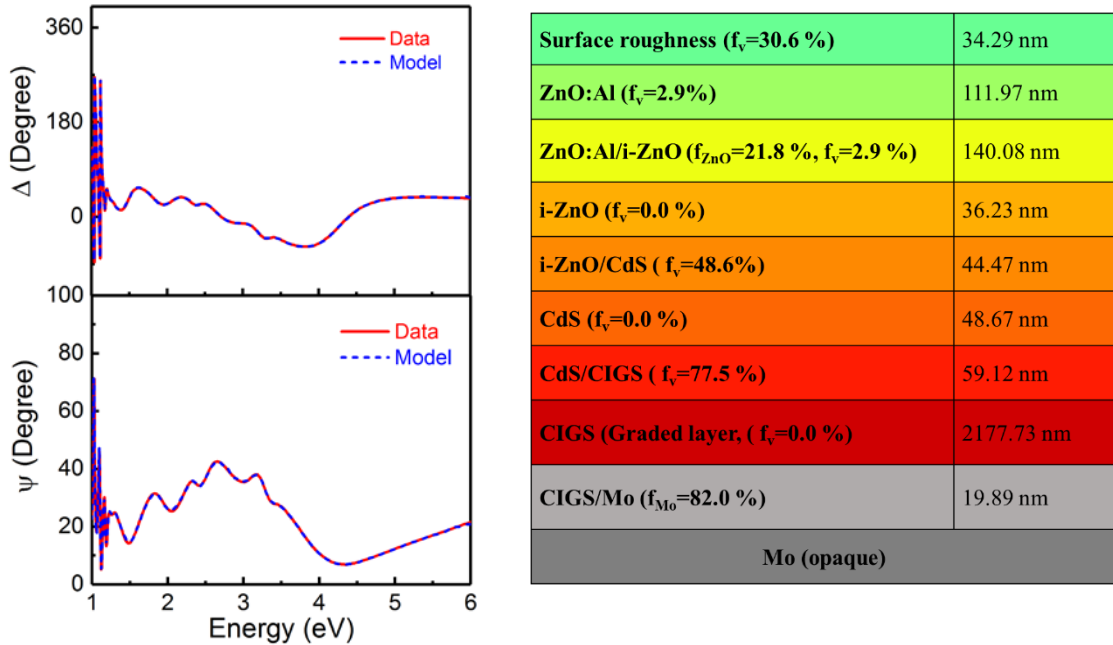 360
180
0
Δ (Degree)
Data
Model
100
80
60
40
20
0
ψ (Degree)
Data
Model
1 2 3 4 5 6
Energy (eV)
Surface roughness (fv=30.6 %) 34.29 nm
ZnO:Al (fv=2.9%) 111.97 nm
ZnO:Al/i-ZnO (fZnO=21.8 %, fv=2.9 %) 140.08 nm
i-ZnO (fv=0.0 %) 36.23 nm
i-ZnO/CdS ( fv=48.6%) 44.47 nm
CdS (fv=0.0 %) 48.67 nm
CdS/CIGS ( fv=77.5 %) 59.12 nm
CIGS (Graded layer, ( fv=0.0 %) 2177.73 nm
CIGS/Mo (fMo=82.0 %) 19.89 nm
Mo (opaque)